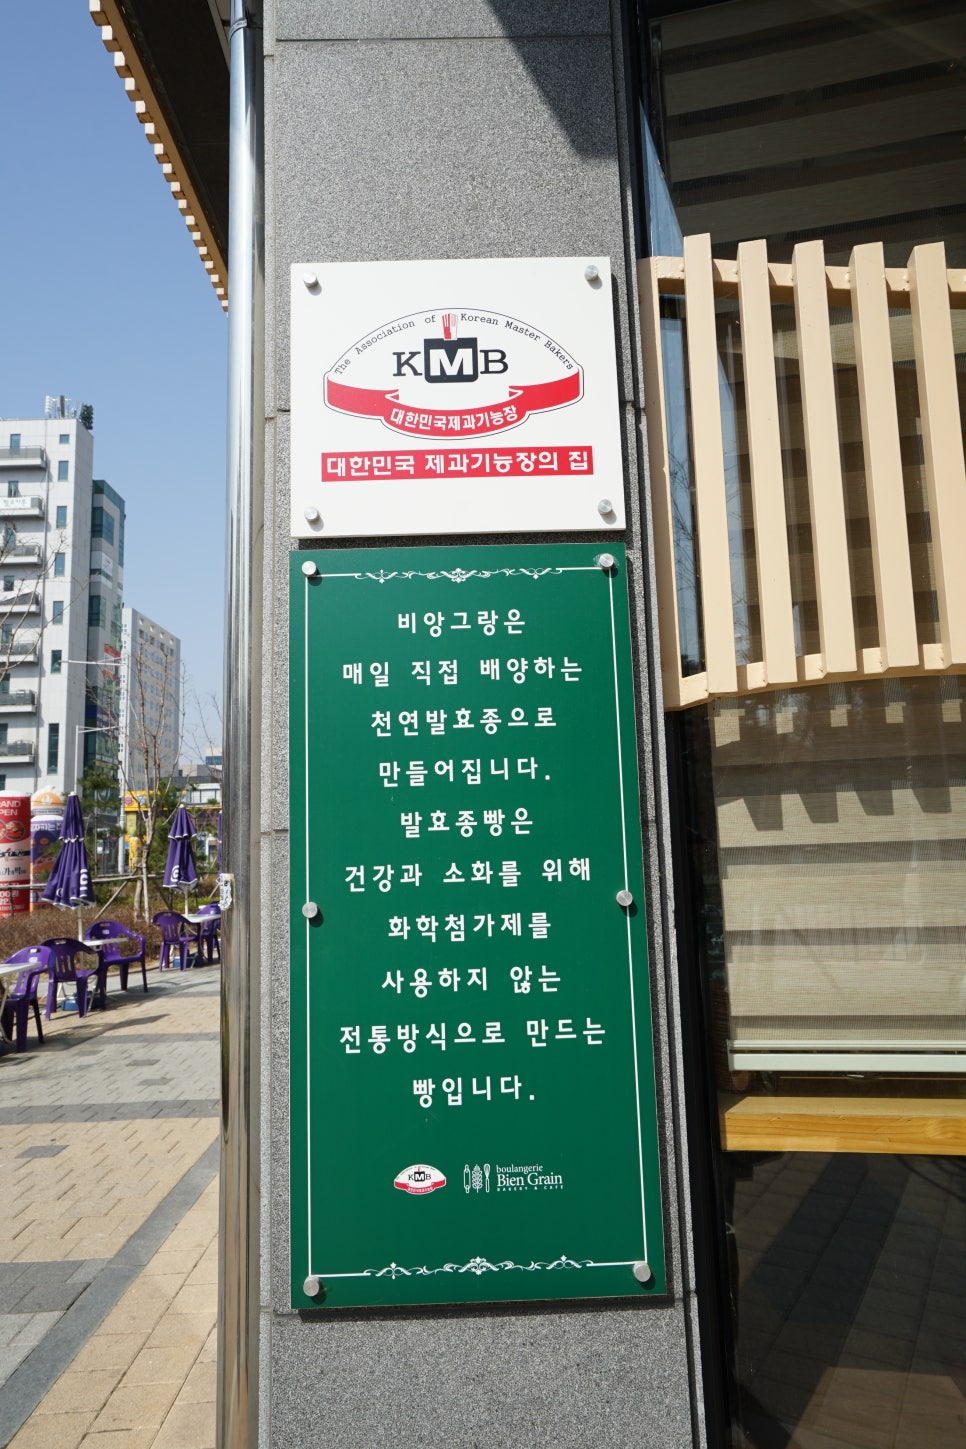 The Association of Korean Master Bakers
KMB
대한민국제과기능장
대한민국 제과기능장의 집
비앙그랑은
매일 직접 배양하는
천연발효종으로
만들어집니다.
발효종빵은
건강과 소화를 위해
화학첨가제를
사용하지 않는
전통방식으로 만드는
빵입니다.
KMB
boulangerie
Bien Grain
BAKERY & CAFE